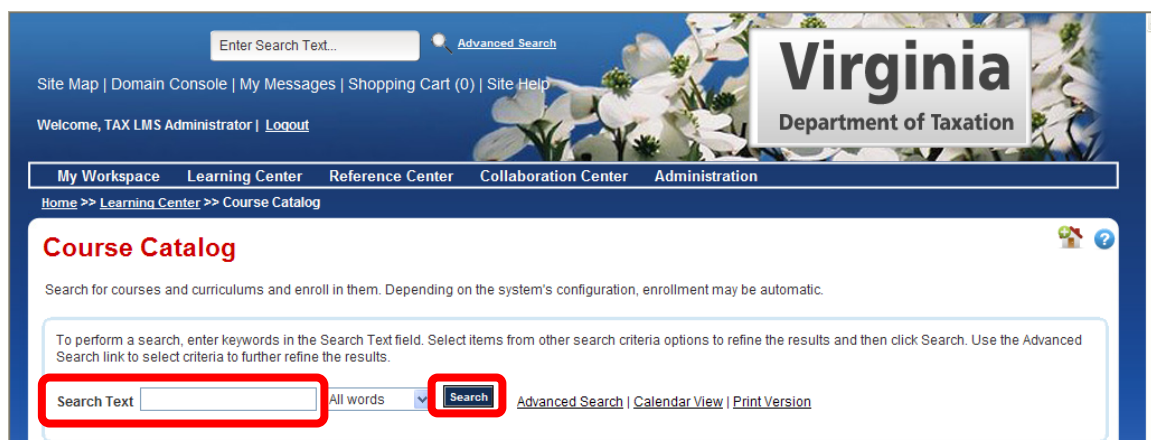 Enter Search Text...
Advanced Search
Site Map | Domain Console | My Messages | Shopping Cart (0) | Site Help
Welcome, TAX LMS Administrator | Logout
Virginia
Department of Taxation
My Workspace Learning Center Reference Center Collaboration Center Administration
Home >> Learning Center >> Course Catalog
Course Catalog
?
Search for courses and curriculums and enroll in them. Depending on the system's configuration, enrollment may be automatic.
To perform a search, enter keywords in the Search Text field. Select items from other search criteria options to refine the results and then click Search. Use the Advanced
Search link to select criteria to further refine the results.
Search Text All words Search Advanced Search | Calendar View | Print Version